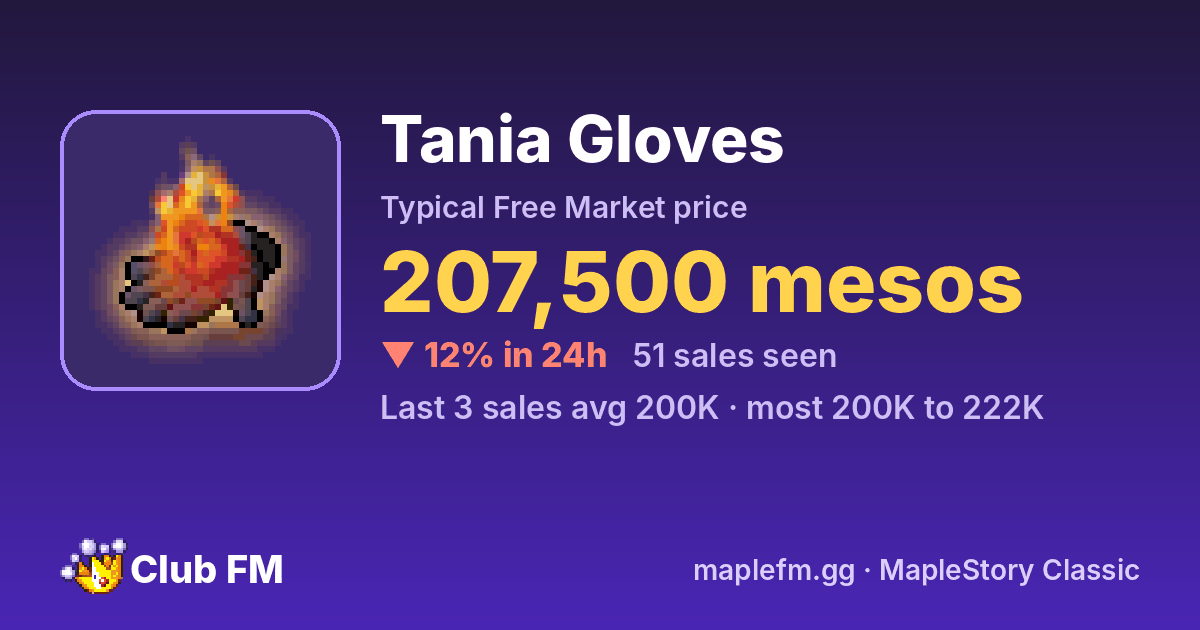 Tania Gloves
Typical Free Market price
207,500 mesos
▼ 12% in 24h 51 sales seen
Last 3 sales avg 200K · most 200K to 222K
Club FM
maplefm.gg · MapleStory Classic